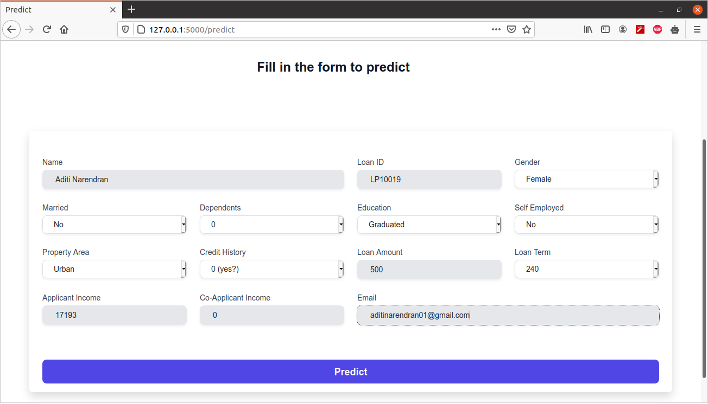 Predict
127.0.0.1:5000/predict
Fill in the form to predict
Name Loan ID Gender
Aditi Narendran LP10019 Female
Married Dependents Education Self Employed
No 0 Graduated No
Property Area Credit History Loan Amount Loan Term
Urban 0 (yes?) 500 240
Applicant Income Co-Applicant Income Email
17193 0 aditinarendran01@gmail.com
Predict